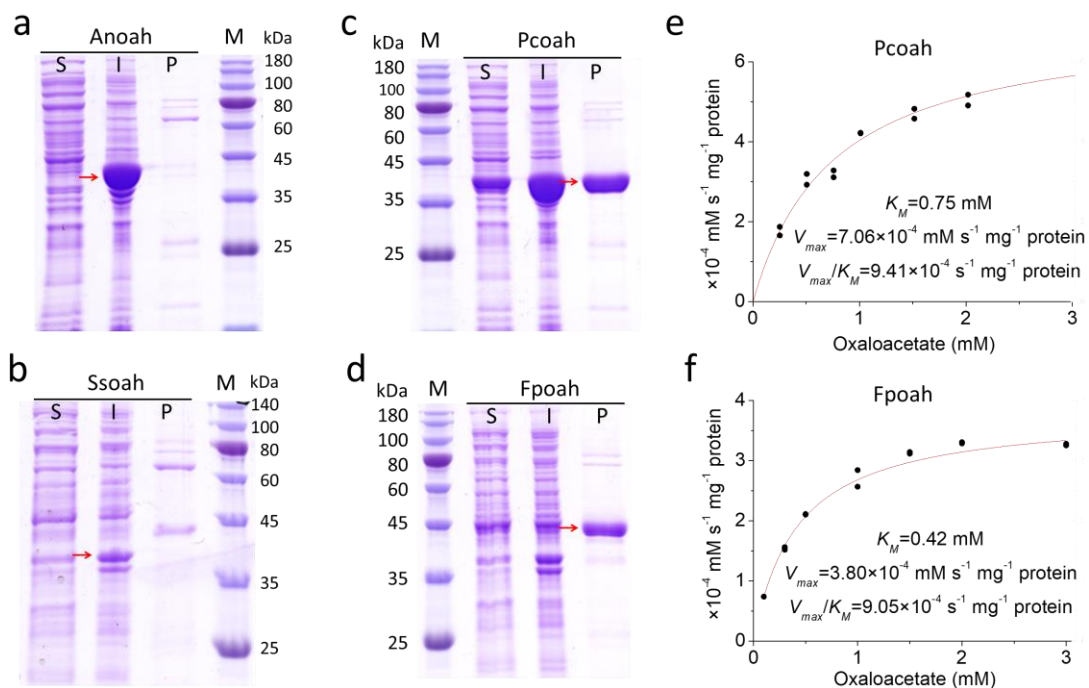 a
Anoah
S I P M kDa
180
100
80
60
45
35
25
b
Ssoah
S I P M kDa
140
100
80
60
45
35
25
c
Pcoah
kDa M S I P
180
100
80
60
45
35
25
d
Fpoah
kDa M S I P
180
100
80
60
45
35
25
e
Pcoah
×10⁻⁴ mM s⁻¹ mg⁻¹ protein
6
4
2
0
K_M=0.75 mM
V_max=7.06×10⁻⁴ mM s⁻¹ mg⁻¹ protein
V_max/K_M=9.41×10⁻⁴ s⁻¹ mg⁻¹ protein
0 1 2 3
Oxaloacetate (mM)
f
Fpoah
×10⁻⁴ mM s⁻¹ mg⁻¹ protein
4
3
2
1
0
K_M=0.42 mM
V_max=3.80×10⁻⁴ mM s⁻¹ mg⁻¹ protein
V_max/K_M=9.05×10⁻⁴ s⁻¹ mg⁻¹ protein
0 1 2 3
Oxaloacetate (mM)